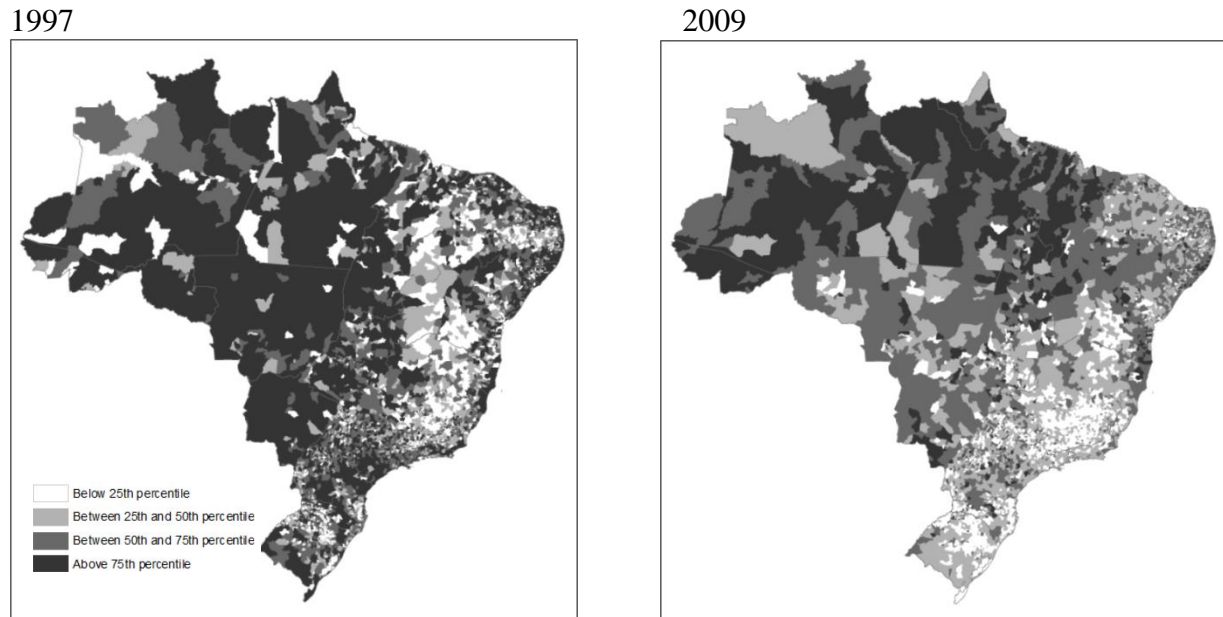 1997
2009
Below 25th percentile
Between 25th and 50th percentile
Between 50th and 75th percentile
Above 75th percentile